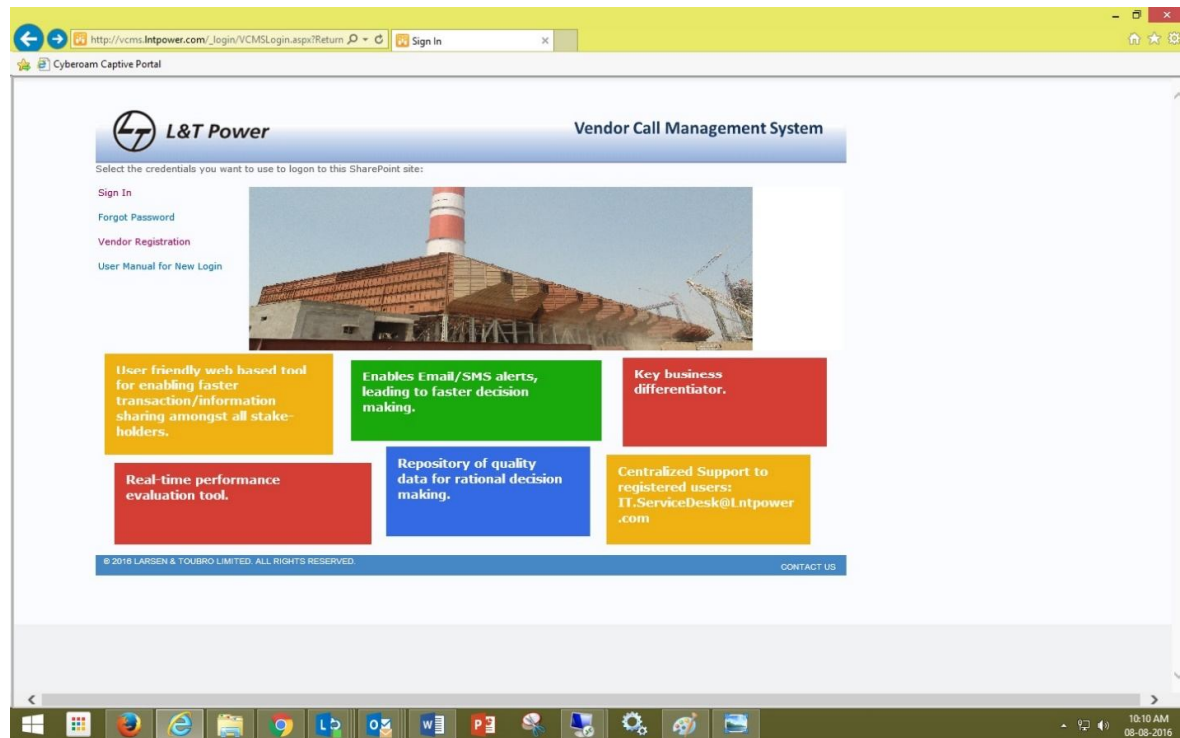 http://vcms.lntpower.com/_login/VCMSLogin.aspx?Return
Sign In
Cyberoam Captive Portal
L&T Power
Vendor Call Management System
Select the credentials you want to use to logon to this SharePoint site:
Sign In
Forgot Password
Vendor Registration
User Manual for New Login
User friendly web based tool
for enabling faster
transaction/information
sharing amongst all stake-
holders.
Enables Email/SMS alerts,
leading to faster decision
making.
Key business
differentiator.
Real-time performance
evaluation tool.
Repository of quality
data for rational decision
making.
Centralized Support to
registered users:
IT.ServiceDesk@Lntpower
.com
© 2016 LARSEN & TOUBRO LIMITED. ALL RIGHTS RESERVED.
CONTACT US
10:10 AM
08-08-2016